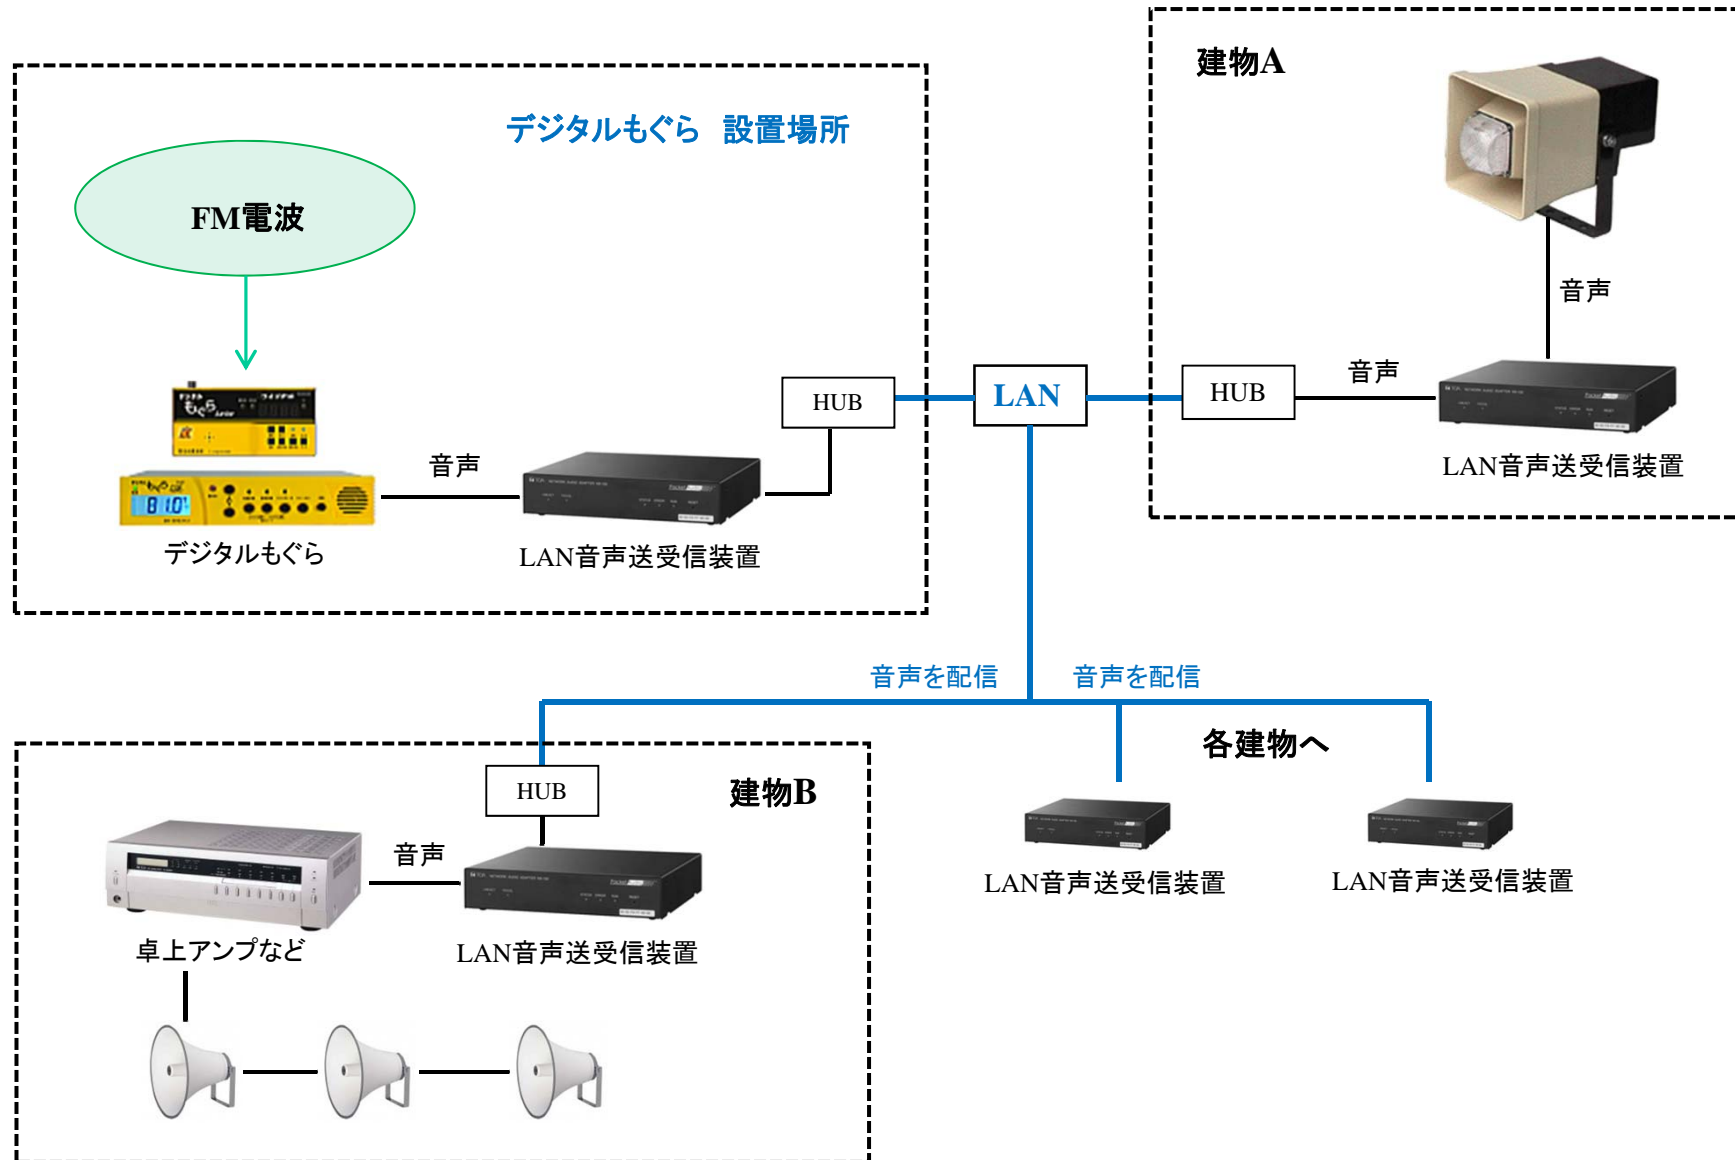 建物A
デジタルもぐら 設置場所
FM電波
音声
LAN
HUB
HUB
音声
音声
LAN音声送受信装置
81.0
デジタルもぐら
LAN音声送受信装置
音声を配信 音声を配信
各建物へ
HUB
建物B
音声
LAN音声送受信装置
LAN音声送受信装置
卓上アンプなど
LAN音声送受信装置